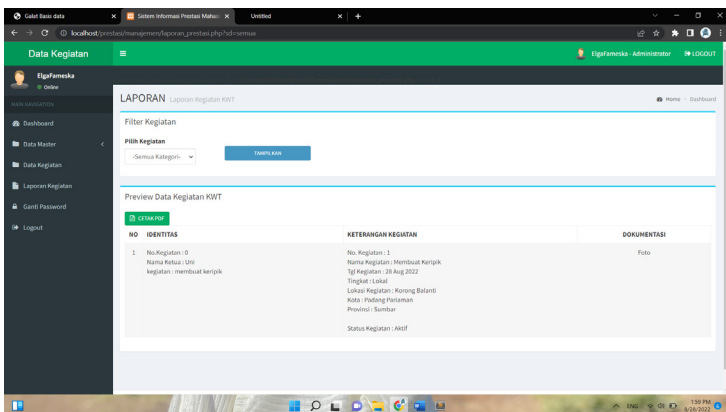 Galat Basis data
Sistem Informasi Prestasi Mahasi
Untitled
localhost/prestasi/manajemen/laporan_prestasi.php?sd=semua
Data Kegiatan
ElgaFameska - Administrator
LOGOUT
ElgaFameska
Online
MAIN NAVIGATION
LAPORAN Laporan Kegiatan KWT
Home
Dashboard
Dashboard
Data Master
Data Kegiatan
Laporan Kegiatan
Ganti Password
Logout
Filter Kegiatan
Pilih Kegiatan
-Semua Kategori-
TAMPILKAN
Preview Data Kegiatan KWT
CETAK PDF
NO IDENTITAS KETERANGAN KEGIATAN DOKUMENTASI
1 No.Kegiatan : 0 No. Kegiatan : 1 Foto
Nama Ketua : Uni Nama Kegiatan : Membuat Keripik
kegiatan : membuat keripik Tgl Kegiatan : 28 Aug 2022
Tingkat : Lokal
Lokasi Kegiatan : Korong Balanti
Kota : Padang Pariaman
Provinsi : Sumbar
Status Kegiatan : Aktif
ENG
1:59 PM
8/28/2022